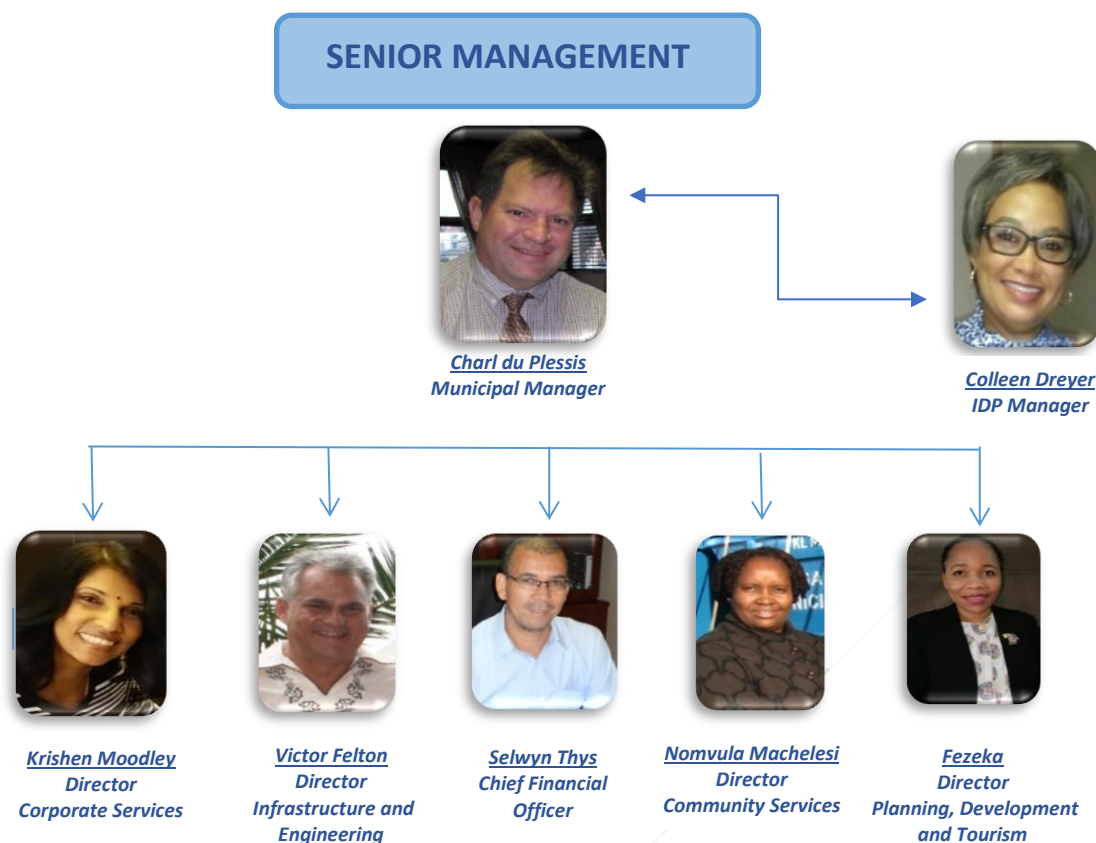 SENIOR MANAGEMENT
Charl du Plessis
Municipal Manager
Colleen Dreyer
IDP Manager
Krishen Moodley
Director
Corporate Services
Victor Felton
Director
Infrastructure and
Engineering
Selwyn Thys
Chief Financial
Officer
Nomvula Machelesi
Director
Community Services
Fezeka
Director
Planning, Development
and Tourism